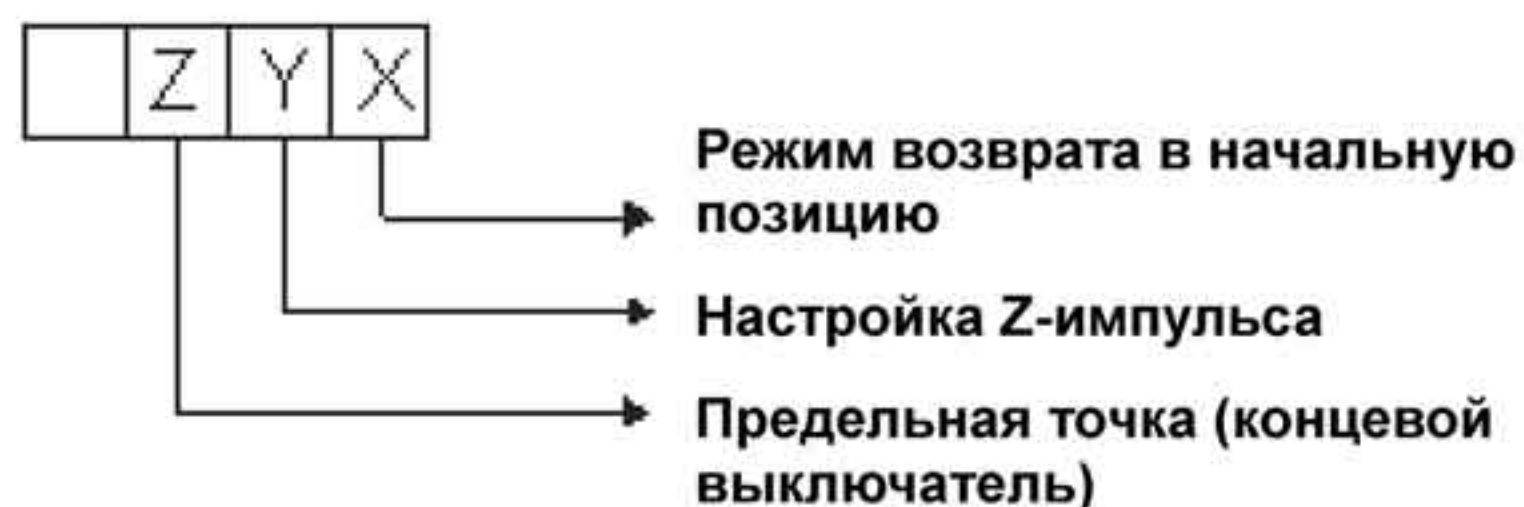 Z Y X
Режим возврата в начальную
позицию
Настройка Z-импульса
Предельная точка (концевой
выключатель)